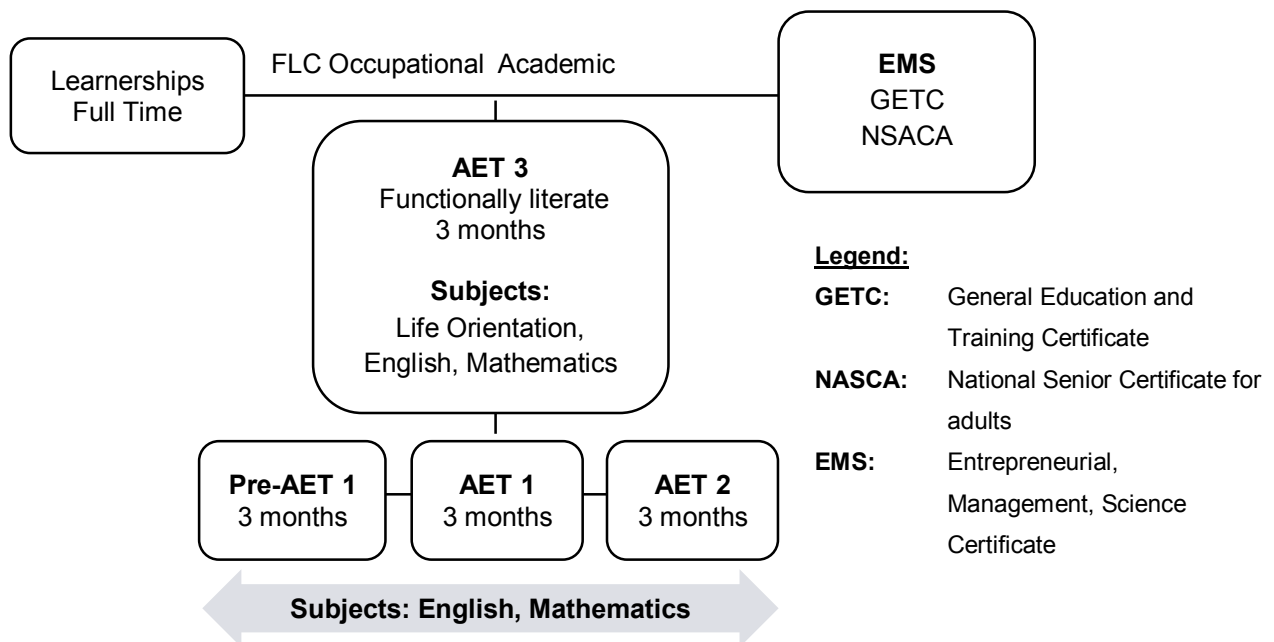 Learnerships
Full Time
FLC Occupational Academic
EMS
GETC
NSACA
AET 3
Functionally literate
3 months
Subjects:
Life Orientation,
English, Mathematics
Pre-AET 1
3 months
AET 1
3 months
AET 2
3 months
Subjects: English, Mathematics
Legend:
GETC: General Education and
Training Certificate
NASCA: National Senior Certificate for
adults
EMS: Entrepreneurial,
Management, Science
Certificate